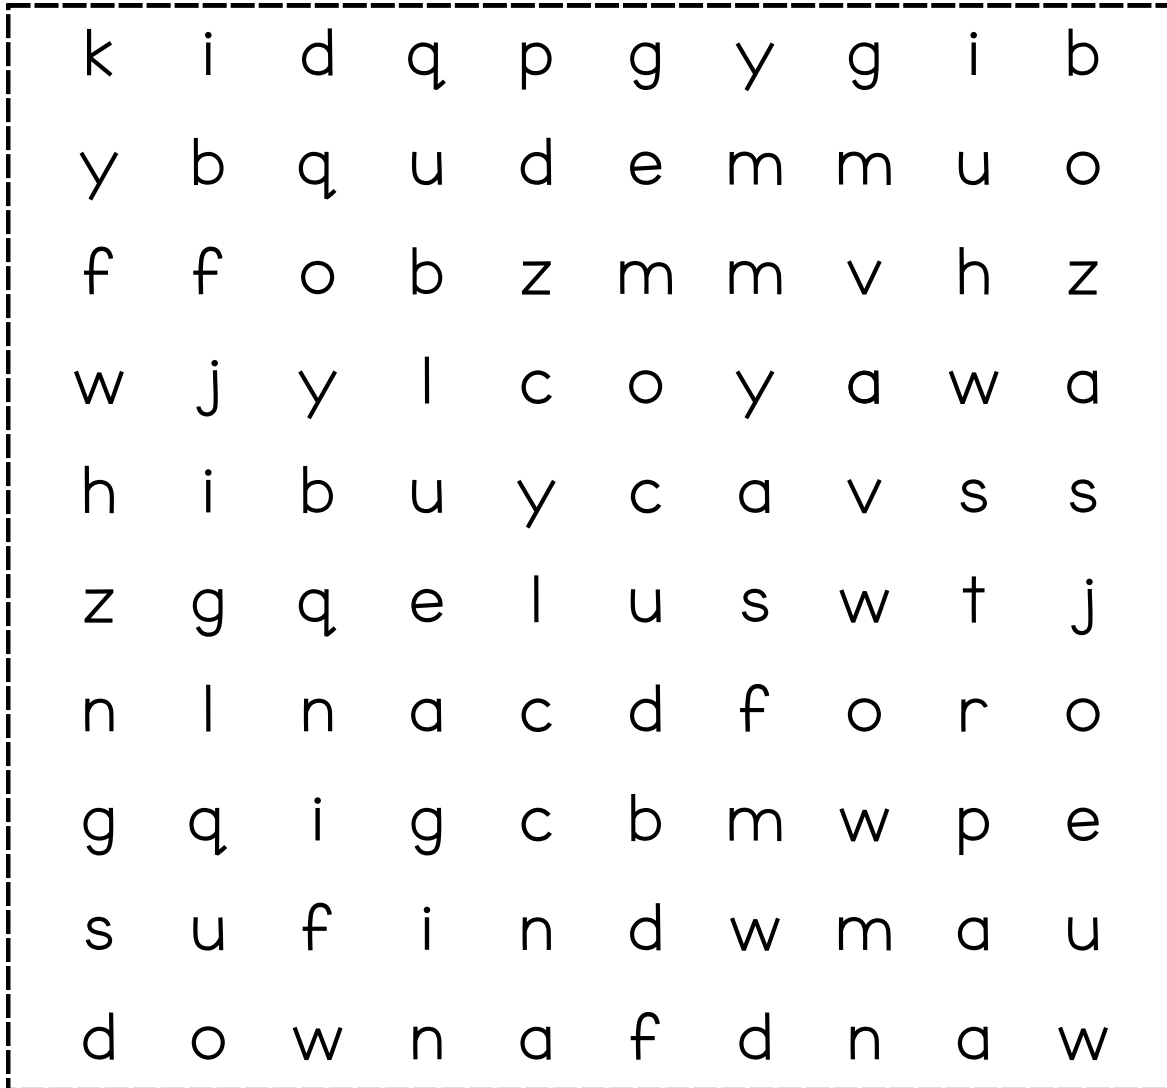 k i d q p g y g i b
y b q u d e m m u o
f f o b z m m v h z
w j y l c o y a w a
h i b u y c a v s s
z g q e l u s w t j
n l n a c d f o r o
g q i g c b m w p e
s u f i n d w m a u
d o w n a f d n a w